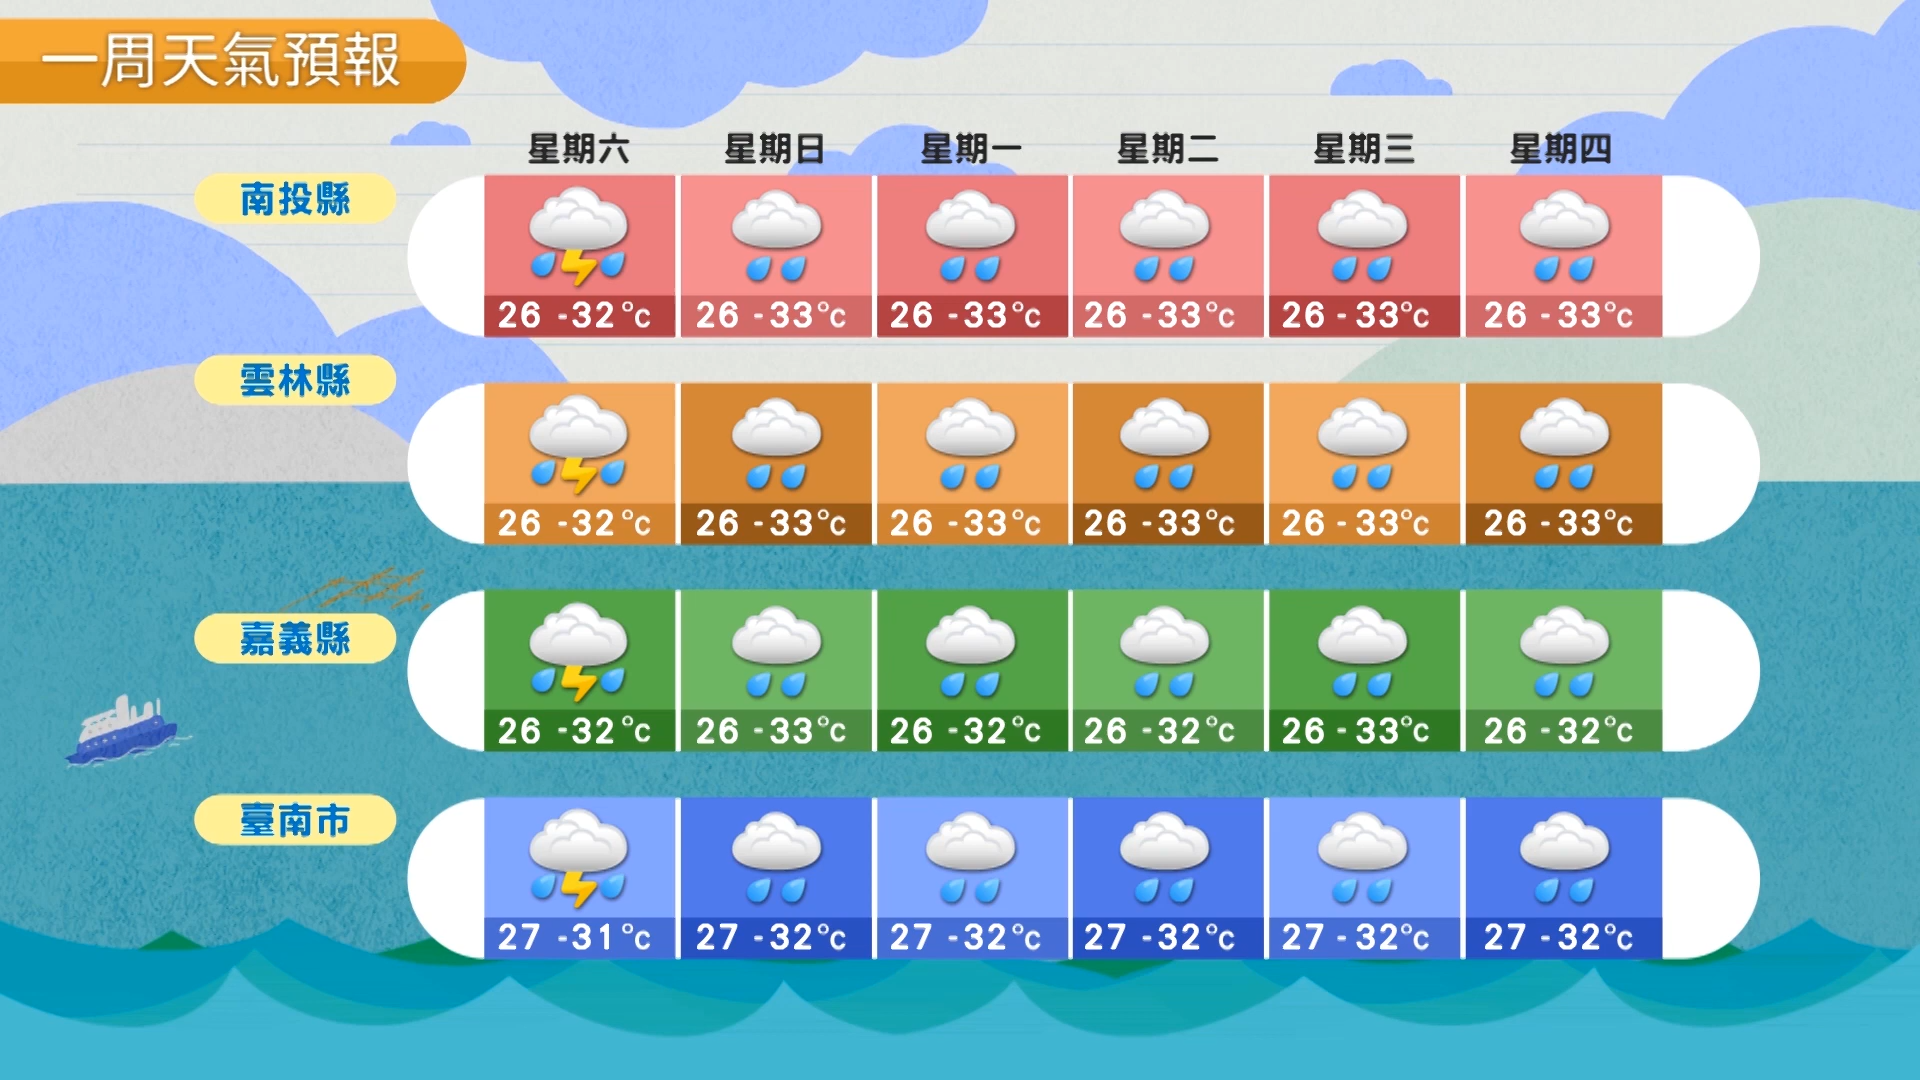 一周天氣預報
星期六 星期日 星期一 星期二 星期三 星期四
南投縣
26 -32°C 26 -33°C 26 -33°C 26 -33°C 26 -33°C 26 -33°C
雲林縣
26 -32°C 26 -33°C 26 -33°C 26 -33°C 26 -33°C 26 -33°C
嘉義縣
26 -32°C 26 -33°C 26 -32°C 26 -32°C 26 -33°C 26 -32°C
臺南市
27 -31°C 27 -32°C 27 -32°C 27 -32°C 27 -32°C 27 -32°C